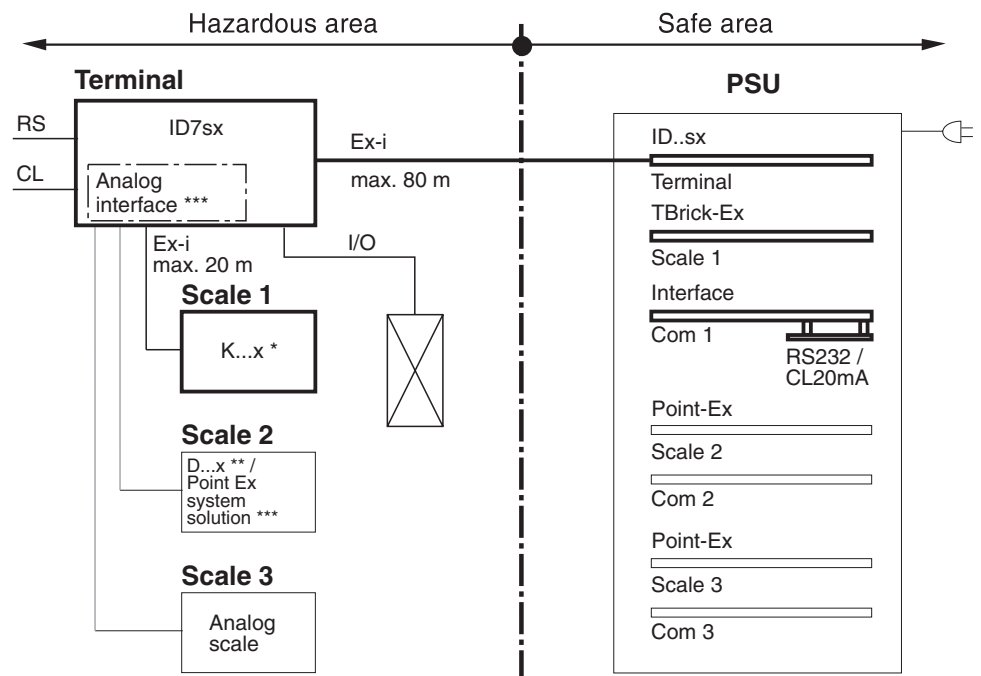 Hazardous area
Safe area
Terminal
PSU
RS
CL
ID7sx
Analog
interface ***
Ex-i
max. 80 m
Ex-i
max. 20 m
I/O
Scale 1
K...x *
Scale 2
D...x ** /
Point Ex
system
solution ***
Scale 3
Analog
scale
ID..sx
Terminal
TBrick-Ex
Scale 1
Interface
Com 1
RS232 /
CL20mA
Point-Ex
Scale 2
Com 2
Point-Ex
Scale 3
Com 3